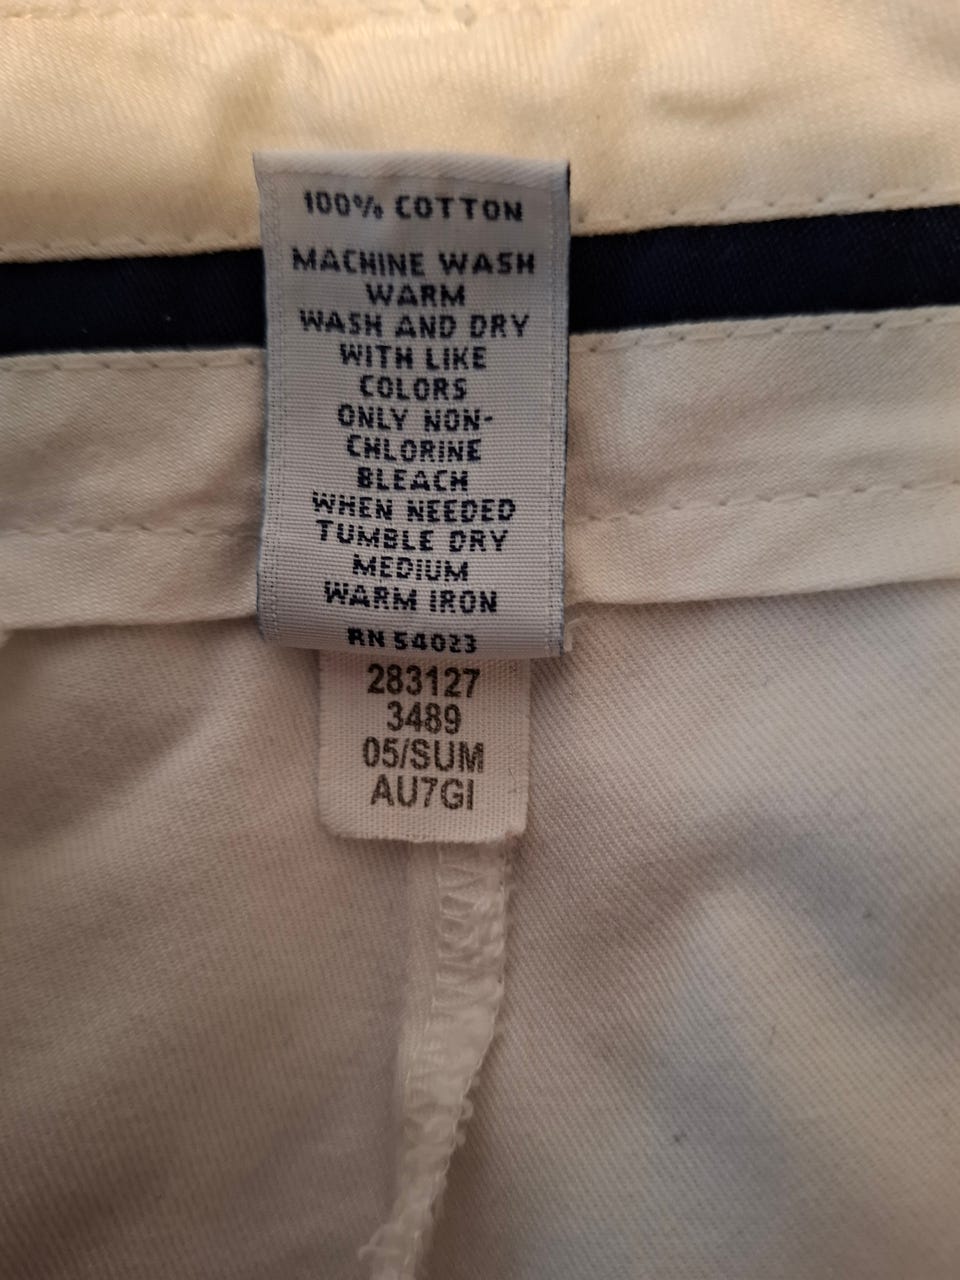 100% COTTON
MACHINE WASH
WARM
WASH AND DRY
WITH LIKE
COLORS
ONLY NON-
CHLORINE
BLEACH
WHEN NEEDED
TUMBLE DRY
MEDIUM
WARM IRON
RN 54023
283127
3489
05/SUM
AU7GI